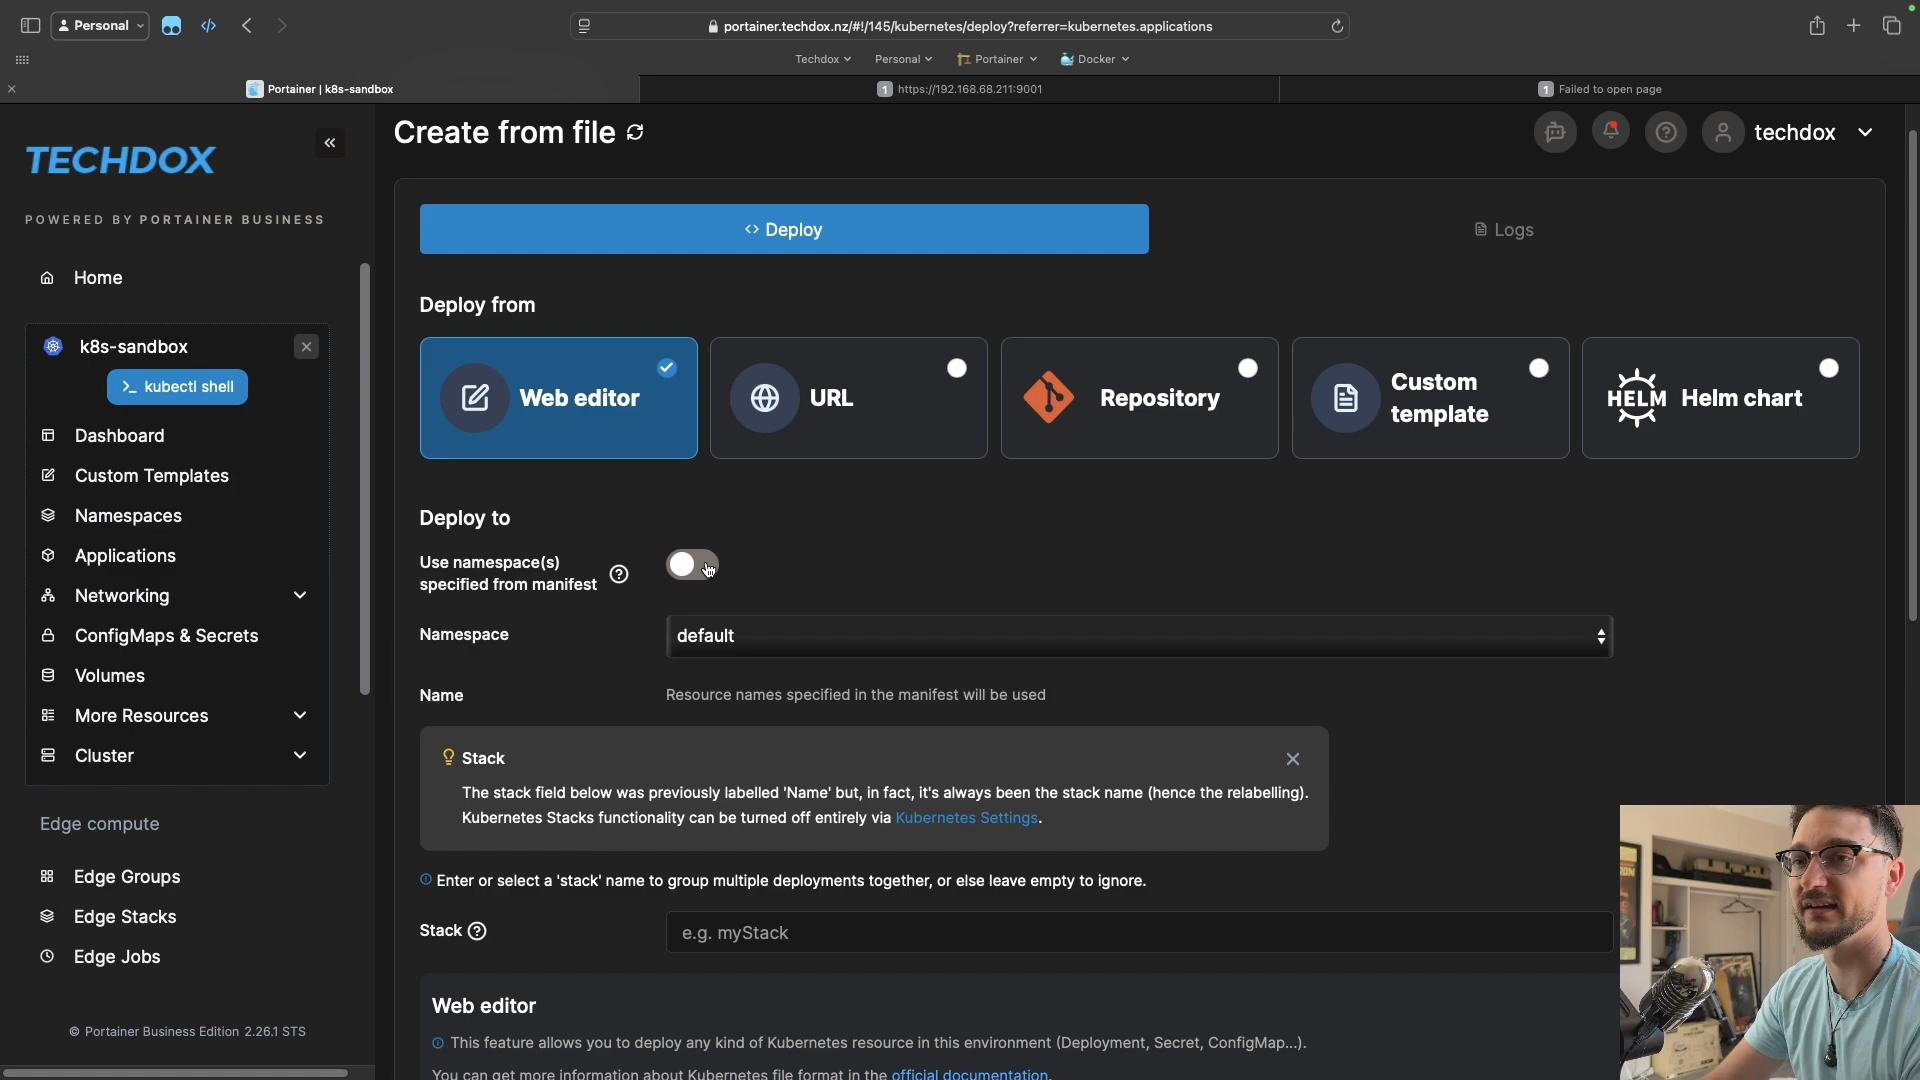 Personal
portainer.techdox.nz/#!/145/kubernetes/deploy?referrer=kubernetes.applications
Techdox
Personal
Portainer
Docker
Portainer | k8s-sandbox
1 https://192.168.68.211:9001
1 Failed to open page
TECHDOX
POWERED BY PORTAINER BUSINESS
Home
k8s-sandbox
>_ kubectl shell
Dashboard
Custom Templates
Namespaces
Applications
Networking
ConfigMaps & Secrets
Volumes
More Resources
Cluster
Edge compute
Edge Groups
Edge Stacks
Edge Jobs
© Portainer Business Edition 2.26.1 STS
Create from file
techdox
<> Deploy
Logs
Deploy from
Web editor
URL
Repository
Custom
template
HELM Helm chart
Deploy to
Use namespace(s)
specified from manifest
Namespace
default
Name
Resource names specified in the manifest will be used
Stack
The stack field below was previously labelled 'Name' but, in fact, it's always been the stack name (hence the relabelling).
Kubernetes Stacks functionality can be turned off entirely via Kubernetes Settings.
Enter or select a 'stack' name to group multiple deployments together, or else leave empty to ignore.
Stack
e.g. myStack
Web editor
This feature allows you to deploy any kind of Kubernetes resource in this environment (Deployment, Secret, ConfigMap...).
You can get more information about Kubernetes file format in the official documentation.